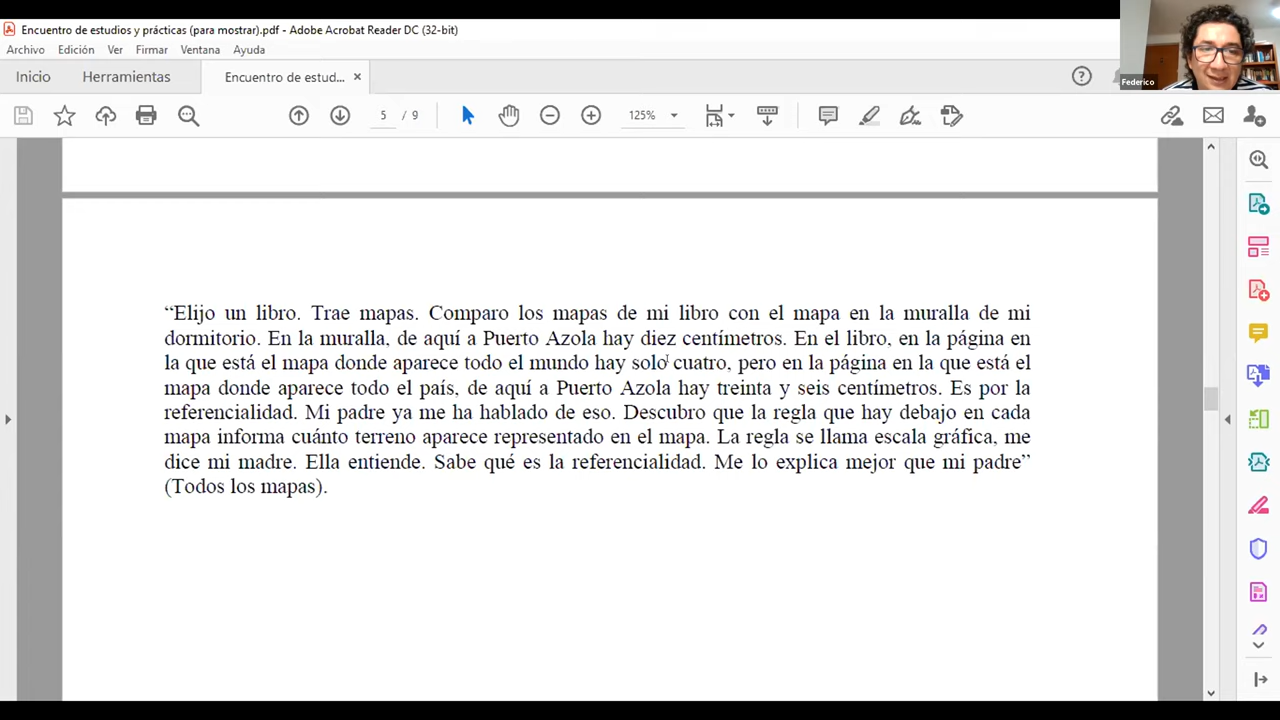 Encuentro de estudios y prácticas (para mostrar).pdf - Adobe Acrobat Reader DC (32-bit)
Archivo Edición Ver Firmar Ventana Ayuda
Inicio Herramientas Encuentro de estud... ×
5 / 9 125%
Federico
“Elijo un libro. Trae mapas. Comparo los mapas de mi libro con el mapa en la muralla de mi
dormitorio. En la muralla, de aquí a Puerto Azola hay diez centímetros. En el libro, en la página en
la que está el mapa donde aparece todo el mundo hay solo cuatro, pero en la página en la que está el
mapa donde aparece todo el país, de aquí a Puerto Azola hay treinta y seis centímetros. Es por la
referencialidad. Mi padre ya me ha hablado de eso. Descubro que la regla que hay debajo en cada
mapa informa cuánto terreno aparece representado en el mapa. La regla se llama escala gráfica, me
dice mi madre. Ella entiende. Sabe qué es la referencialidad. Me lo explica mejor que mi padre”
(Todos los mapas).